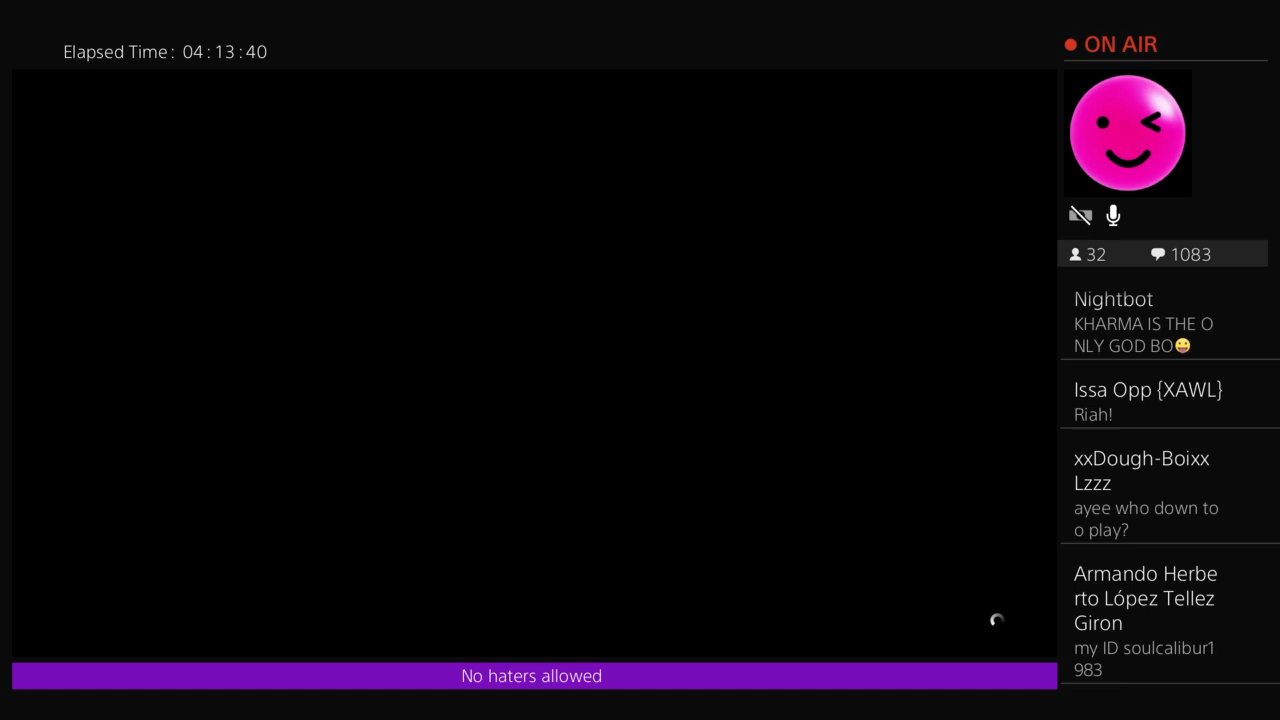 Elapsed Time: 04:13:40
ON AIR
32 1083
Nightbot
KHARMA IS THE O
NLY GOD BO😜
Issa Opp {XAWL}
Riah!
xxDough-Boixx
Lzzz
ayee who down to
o play?
Armando Herbe
rto López Tellez
Giron
my ID soulcalibur1
983
No haters allowed